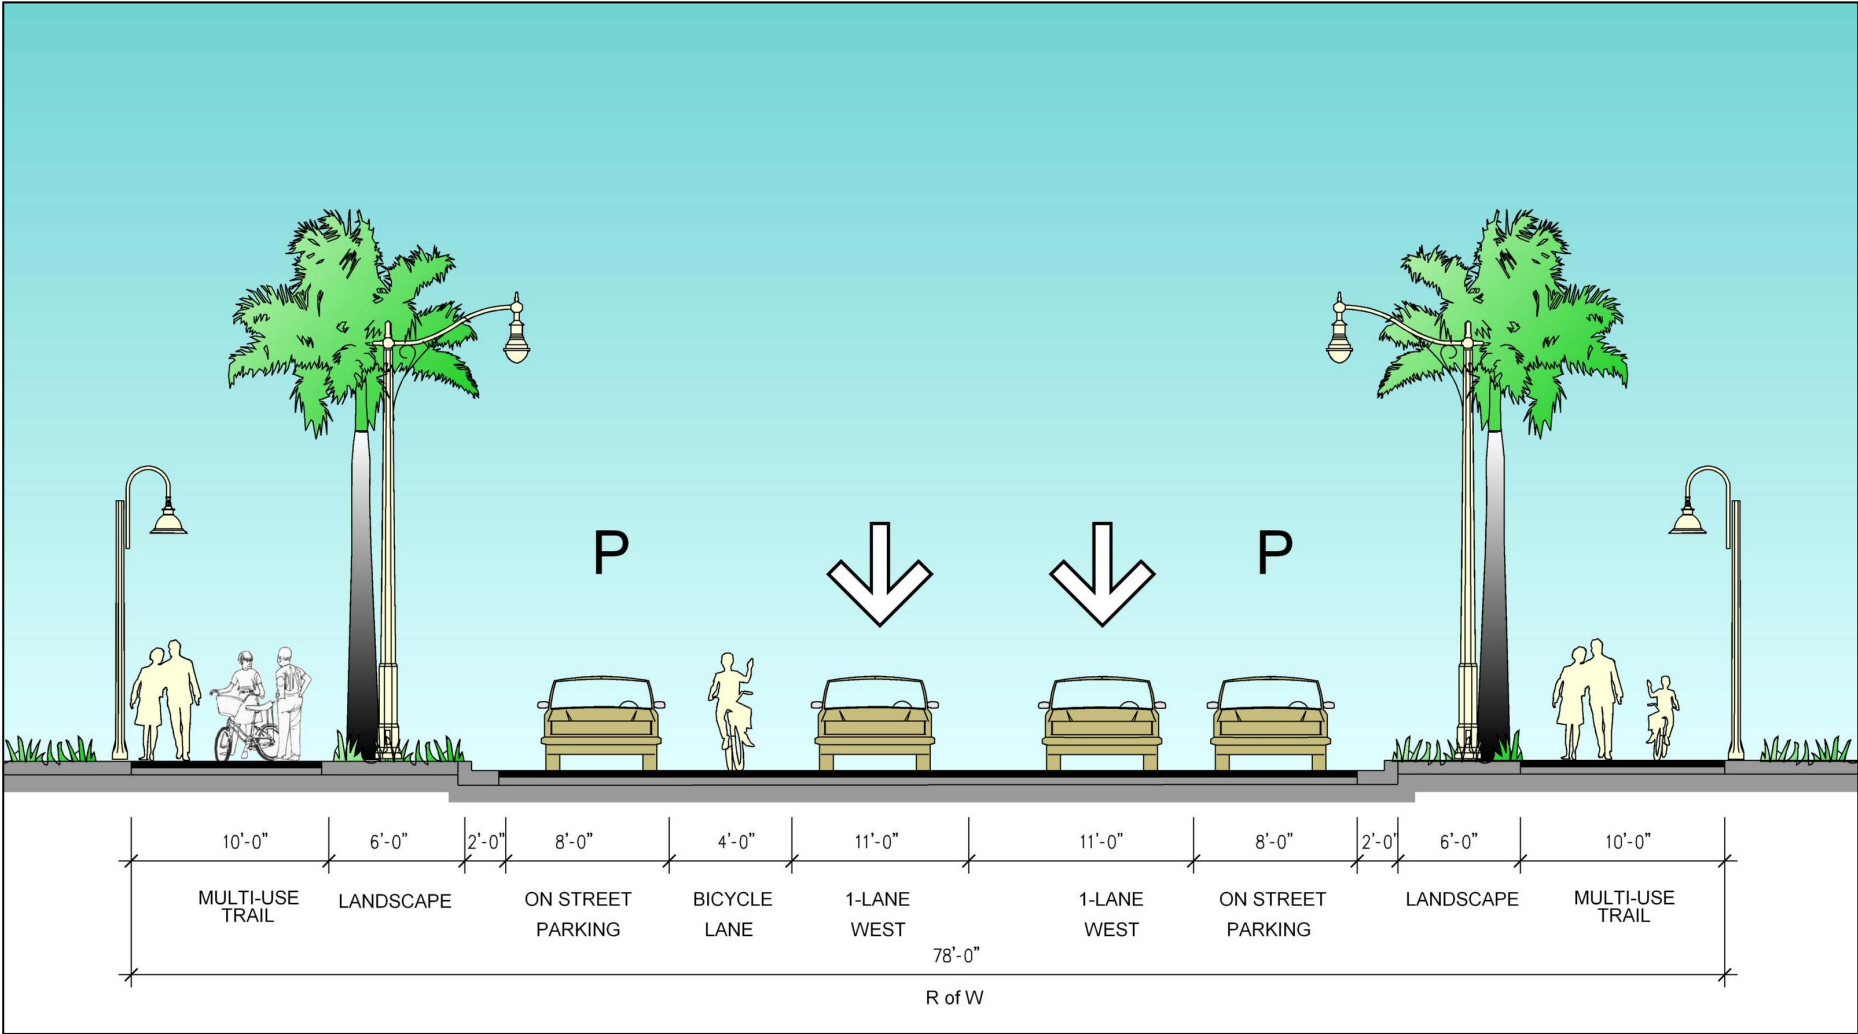 P
P
10'-0"
6'-0"
2'-0"
8'-0"
4'-0"
11'-0"
11'-0"
8'-0"
2'-0"
6'-0"
10'-0"
MULTI-USE
TRAIL
LANDSCAPE
ON STREET
PARKING
BICYCLE
LANE
1-LANE
WEST
1-LANE
WEST
ON STREET
PARKING
LANDSCAPE
MULTI-USE
TRAIL
78'-0"
R of W